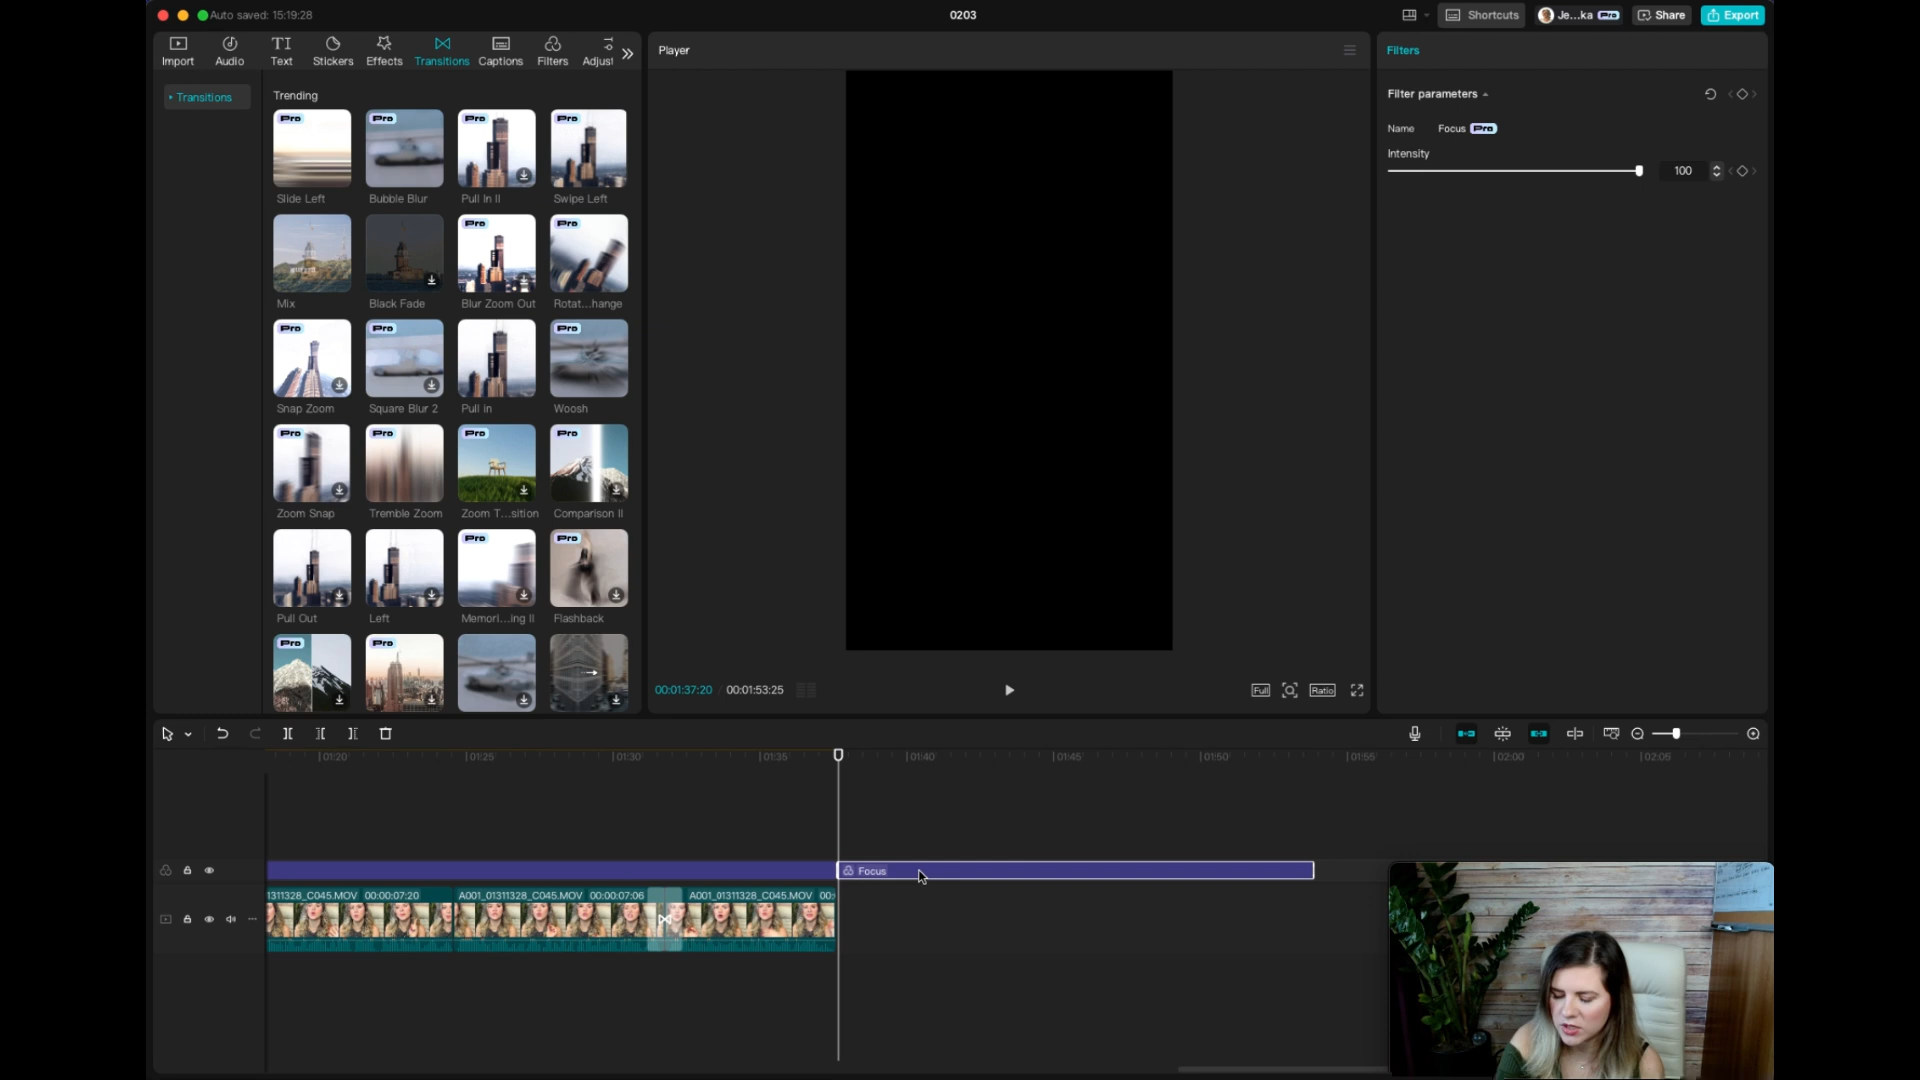 Auto saved: 15:19:28
0203
Shortcuts
Je...ka Pro
Share
Export
Import
Audio
Text
Stickers
Effects
Transitions
Captions
Filters
Adjust
Player
Filters
Transitions
Trending
Filter parameters
Name Focus Pro
Intensity
100
Pro
Pro
Pro
Pro
Slide Left
Bubble Blur
Pull In II
Swipe Left
Pro
Pro
Mix
Black Fade
Blur Zoom Out
Rotat...hange
Pro
Pro
Snap Zoom
Square Blur 2
Pull in
Woosh
Pro
Pro
Pro
Pro
Zoom Snap
Tremble Zoom
Zoom T...sition
Comparison II
Pro
Pro
Pull Out
Left
Memori...ing II
Flashback
Pro
Pro
00:01:37:20 / 00:01:53:25
Full
Ratio
01:20
01:25
01:30
01:35
01:40
01:45
01:50
01:55
02:00
02:05
Focus
1311328_C045.MOV 00:00:07:20
A001_01311328_C045.MOV 00:00:07:06
A001_01311328_C045.MOV 00: